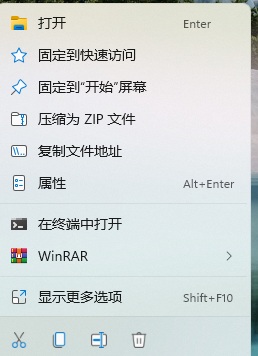 打开 Enter
固定到快速访问
固定到“开始”屏幕
压缩为 ZIP 文件
复制文件地址
属性 Alt+Enter
在终端中打开
WinRAR
显示更多选项 Shift+F10